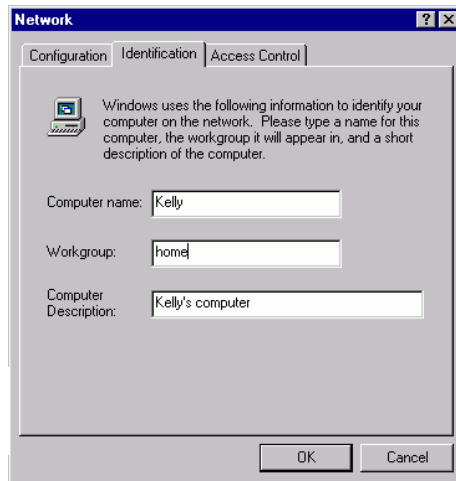 Network
Configuration Identification Access Control
Windows uses the following information to identify your
computer on the network. Please type a name for this
computer, the workgroup it will appear in, and a short
description of the computer.
Computer name: Kelly
Workgroup: home
Computer
Description: Kelly's computer
OK Cancel